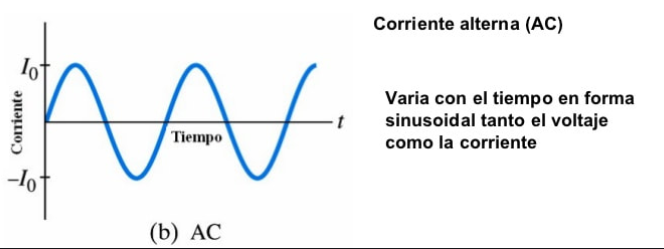 Corriente alterna (AC)
I₀
Corriente
t
Tiempo
-I₀
(b) AC
Varia con el tiempo en forma
sinusoidal tanto el voltaje
como la corriente